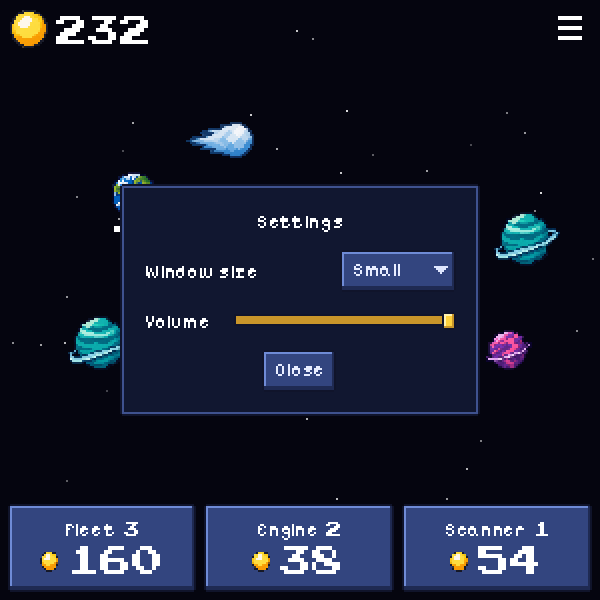 232
Settings
Window size
Small
Volume
Close
Fleet 3
160
Engine 2
38
Scanner 1
54